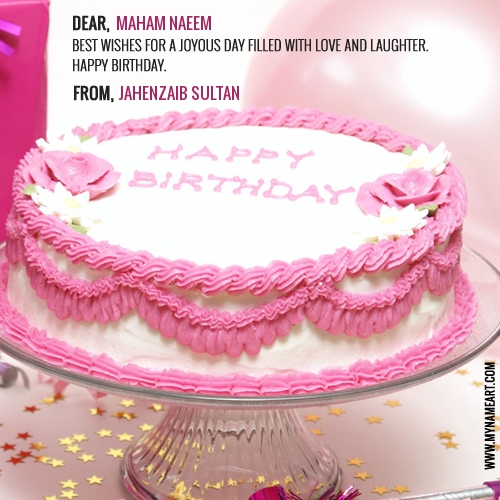 DEAR, MAHAM NAEEM
BEST WISHES FOR A JOYOUS DAY FILLED WITH LOVE AND LAUGHTER.
HAPPY BIRTHDAY.
FROM, JAHENZAIB SULTAN
HAPPY
BIRTHDAY
WWW.MYNAMEART.COM